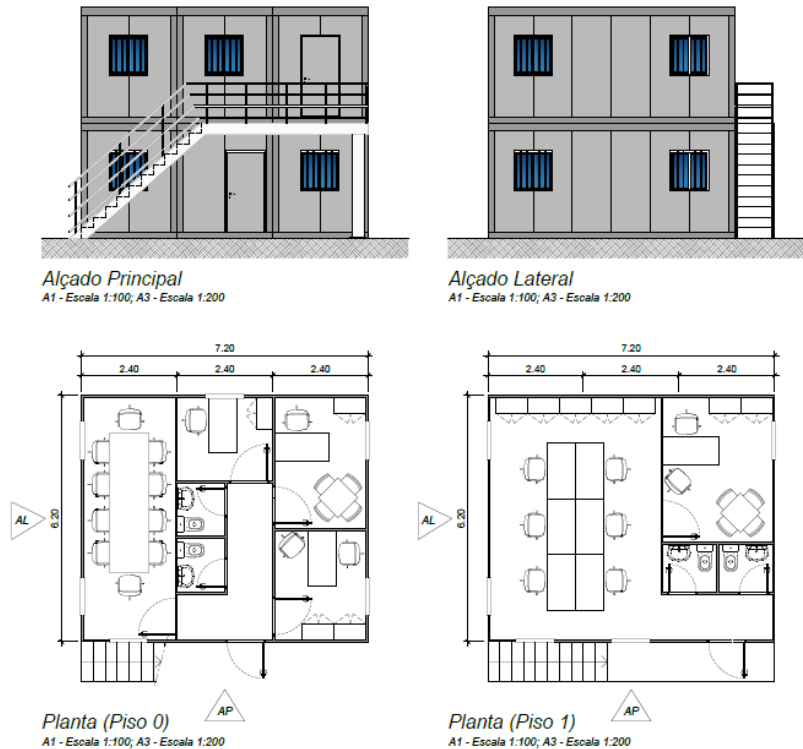 Alçado Principal
A1 - Escala 1:100; A3 - Escala 1:200
Alçado Lateral
A1 - Escala 1:100; A3 - Escala 1:200
7.20
2.40 2.40 2.40
6.20
AL
AP
Planta (Piso 0)
A1 - Escala 1:100; A3 - Escala 1:200
7.20
2.40 2.40 2.40
6.20
AL
AP
Planta (Piso 1)
A1 - Escala 1:100; A3 - Escala 1:200